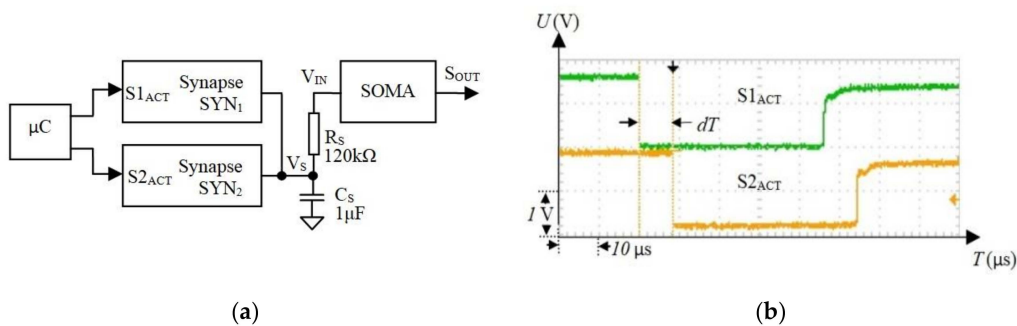 µC
S1ACT Synapse
SYN1
S2ACT Synapse
SYN2
VS
VIN
RS
120kΩ
CS
1µF
SOMA
SOUT
(a)
U(V)
S1ACT
dT
S2ACT
1 V
10 µs
T(µs)
(b)